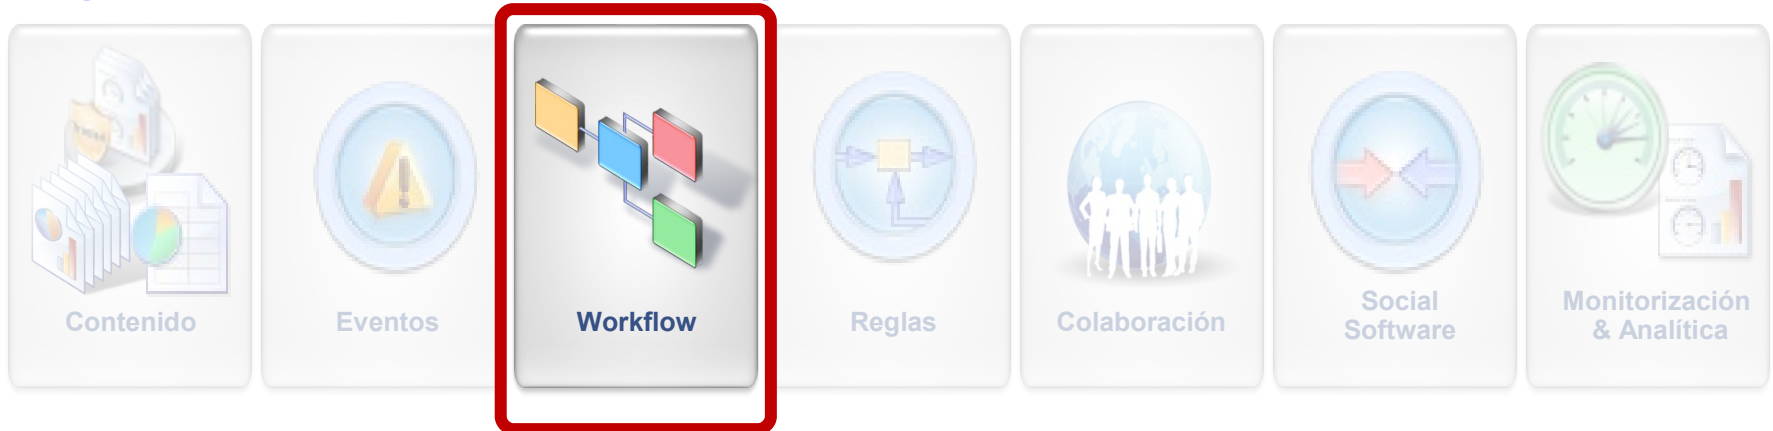 Contenido
Eventos
Workflow
Reglas
Colaboración
Social
Software
Monitorización
& Analítica